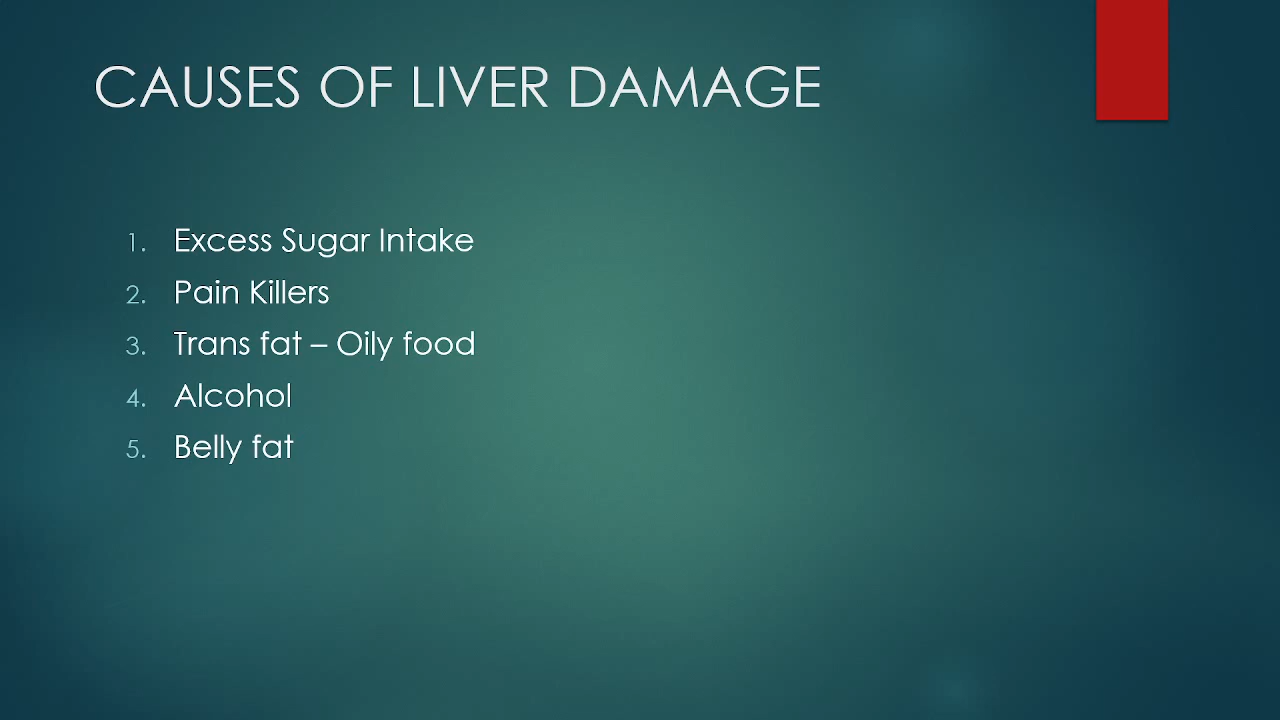 CAUSES OF LIVER DAMAGE
1. Excess Sugar Intake
2. Pain Killers
3. Trans fat – Oily food
4. Alcohol
5. Belly fat